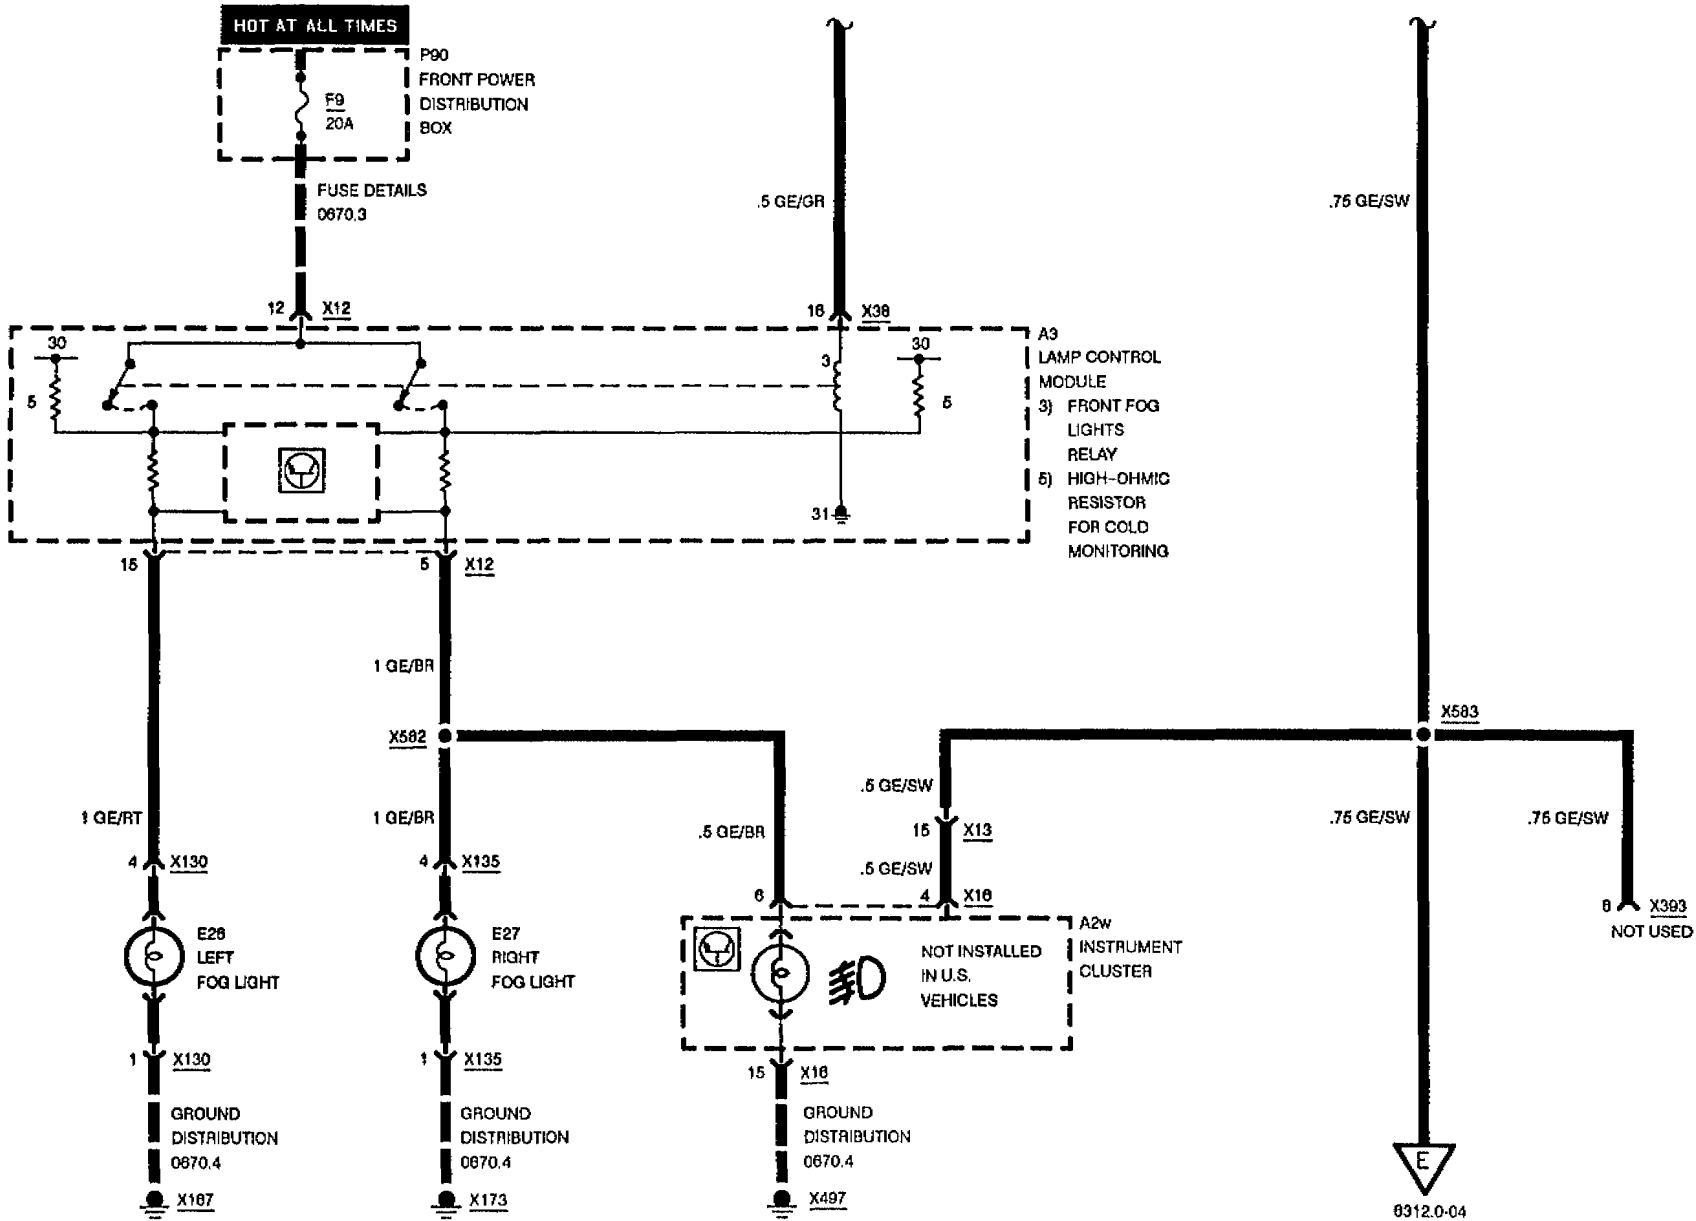 HOT AT ALL TIMES
P90
FRONT POWER
DISTRIBUTION
BOX
F9
20A
FUSE DETAILS
0670.3
.5 GE/GR
.75 GE/SW
12
X12
16
X38
A3
LAMP CONTROL
MODULE
3) FRONT FOG
LIGHTS
RELAY
5) HIGH-OHMIC
RESISTOR
FOR COLD
MONITORING
30
5
3
30
5
31
15
5
X12
1 GE/BR
X582
X583
1 GE/RT
1 GE/BR
.5 GE/BR
.5 GE/SW
15
X13
.5 GE/SW
.75 GE/SW
.75 GE/SW
4
X130
4
X135
6
4
X16
8
X393
NOT USED
E26
LEFT
FOG LIGHT
E27
RIGHT
FOG LIGHT
NOT INSTALLED
IN U.S.
VEHICLES
A2w
INSTRUMENT
CLUSTER
1
X130
1
X135
15
X16
GROUND
DISTRIBUTION
0670.4
GROUND
DISTRIBUTION
0670.4
GROUND
DISTRIBUTION
0670.4
X167
X173
X497
E
6312.0-04